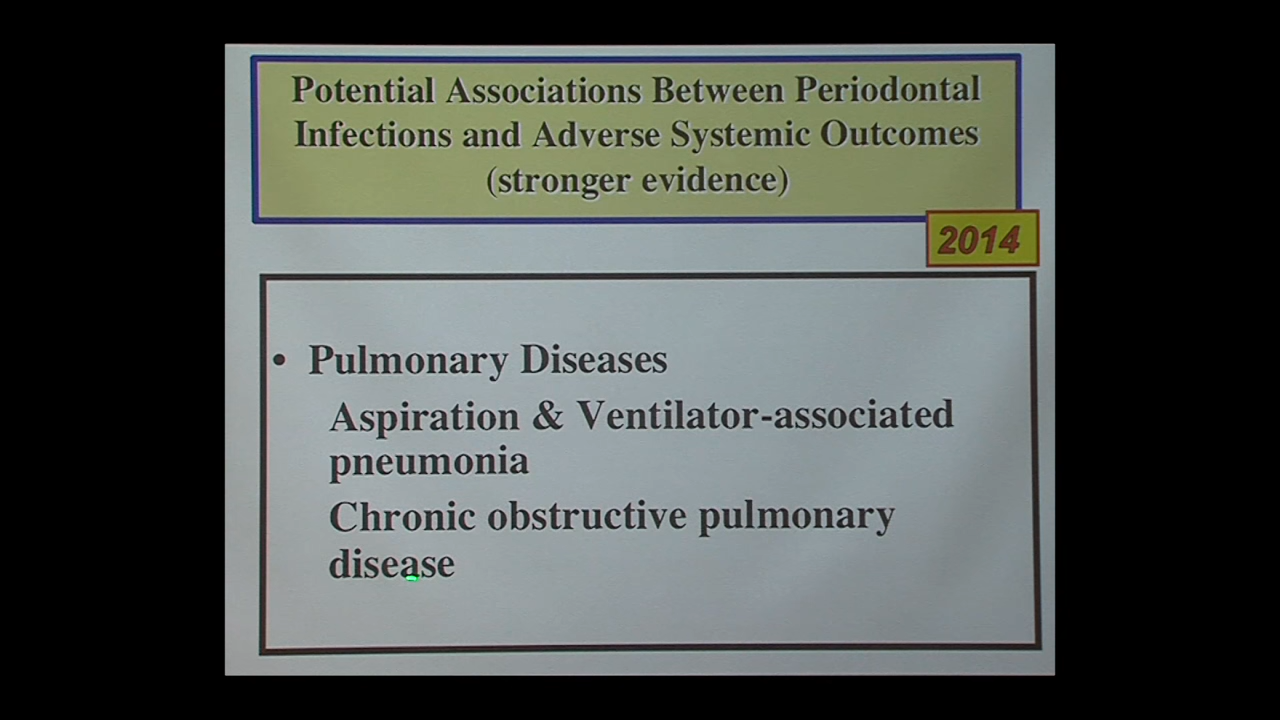 Potential Associations Between Periodontal
Infections and Adverse Systemic Outcomes
(stronger evidence)
2014
• Pulmonary Diseases
Aspiration & Ventilator-associated
pneumonia
Chronic obstructive pulmonary
disease